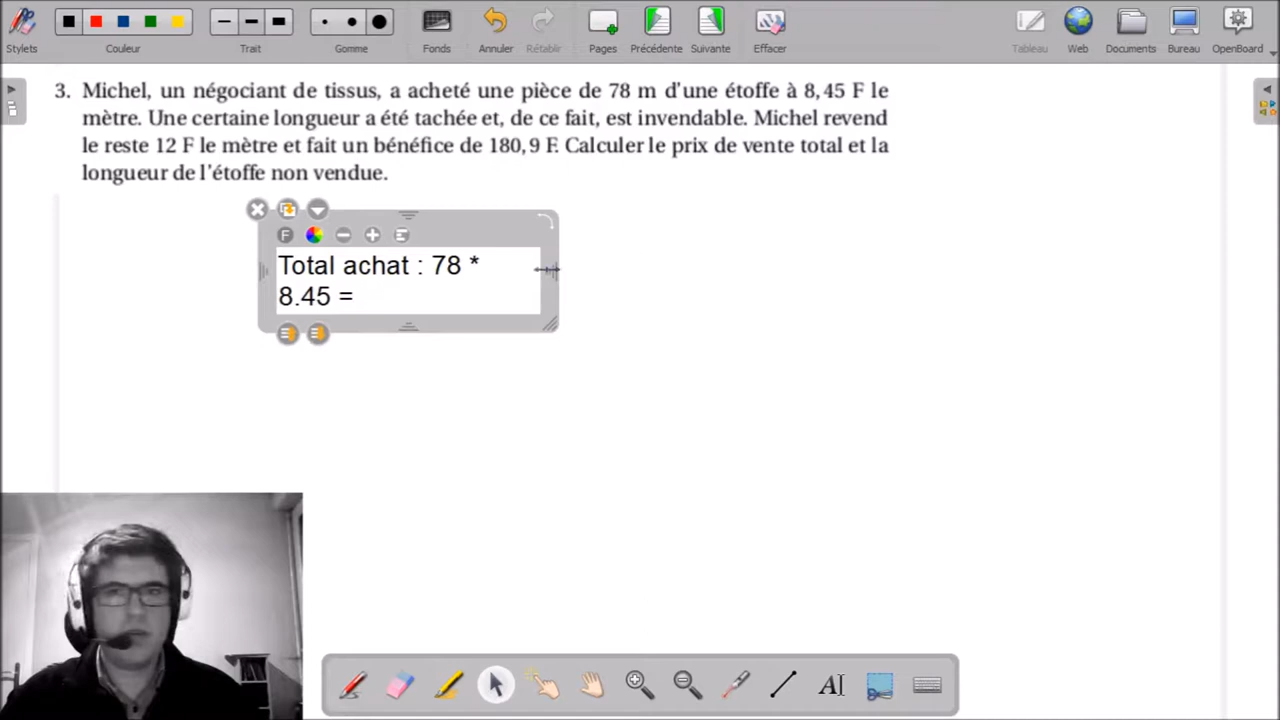 Stylets
Couleur
Trait
Gomme
Fonds
Annuler
Rétablir
Pages
Précédente
Suivante
Effacer
Tableau
Web
Documents
Bureau
OpenBoard
3. Michel, un négociant de tissus, a acheté une pièce de 78 m d'une étoffe à 8,45 F le
mètre. Une certaine longueur a été tachée et, de ce fait, est invendable. Michel revend
le reste 12 F le mètre et fait un bénéfice de 180,9 F. Calculer le prix de vente total et la
longueur de l'étoffe non vendue.
F
Total achat : 78 *
8.45 =
AI